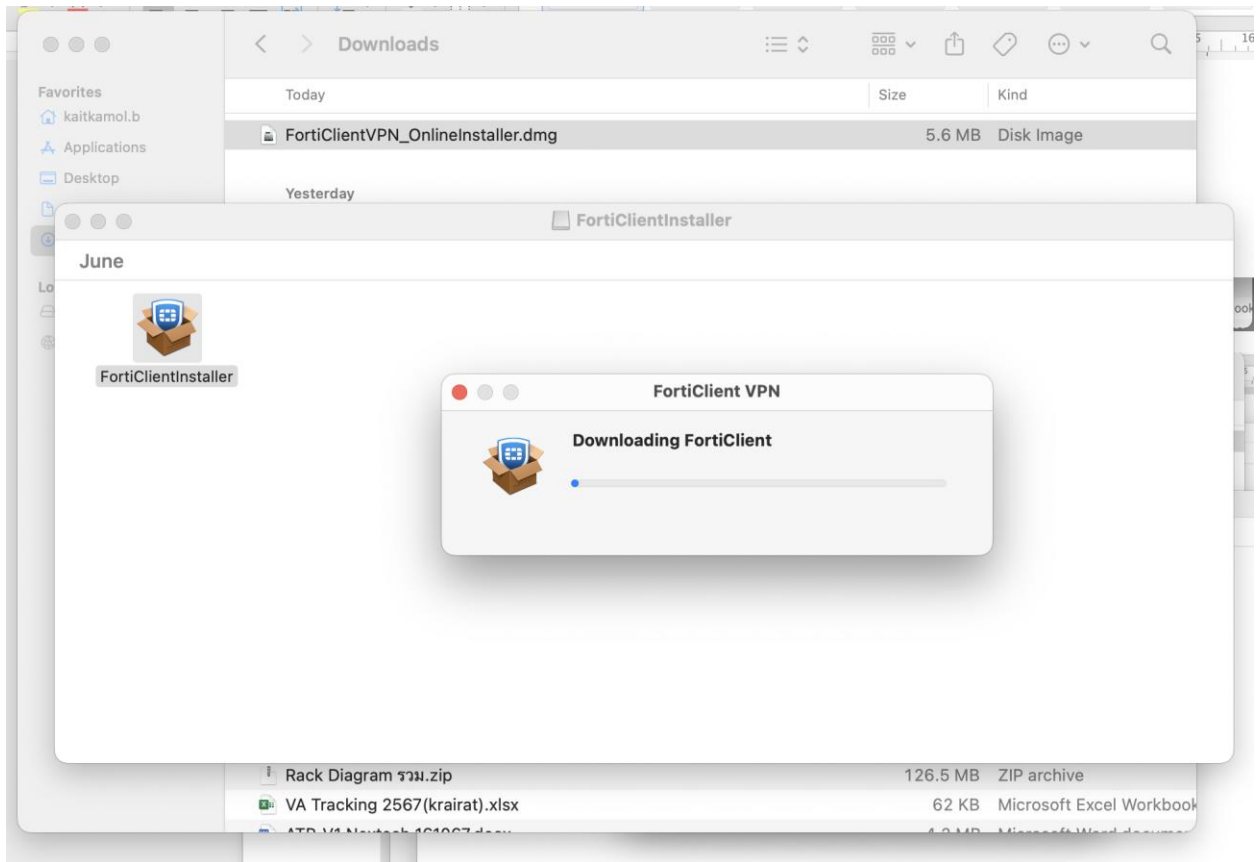 Downloads
Favorites
kaitkamol.b
Applications
Desktop
Lo
Today Size Kind
FortiClientVPN_OnlineInstaller.dmg 5.6 MB Disk Image
Yesterday
FortiClientInstaller
June
FortiClientInstaller
FortiClient VPN
Downloading FortiClient
Rack Diagram รวม.zip 126.5 MB ZIP archive
VA Tracking 2567(krairat).xlsx 62 KB Microsoft Excel Workbook